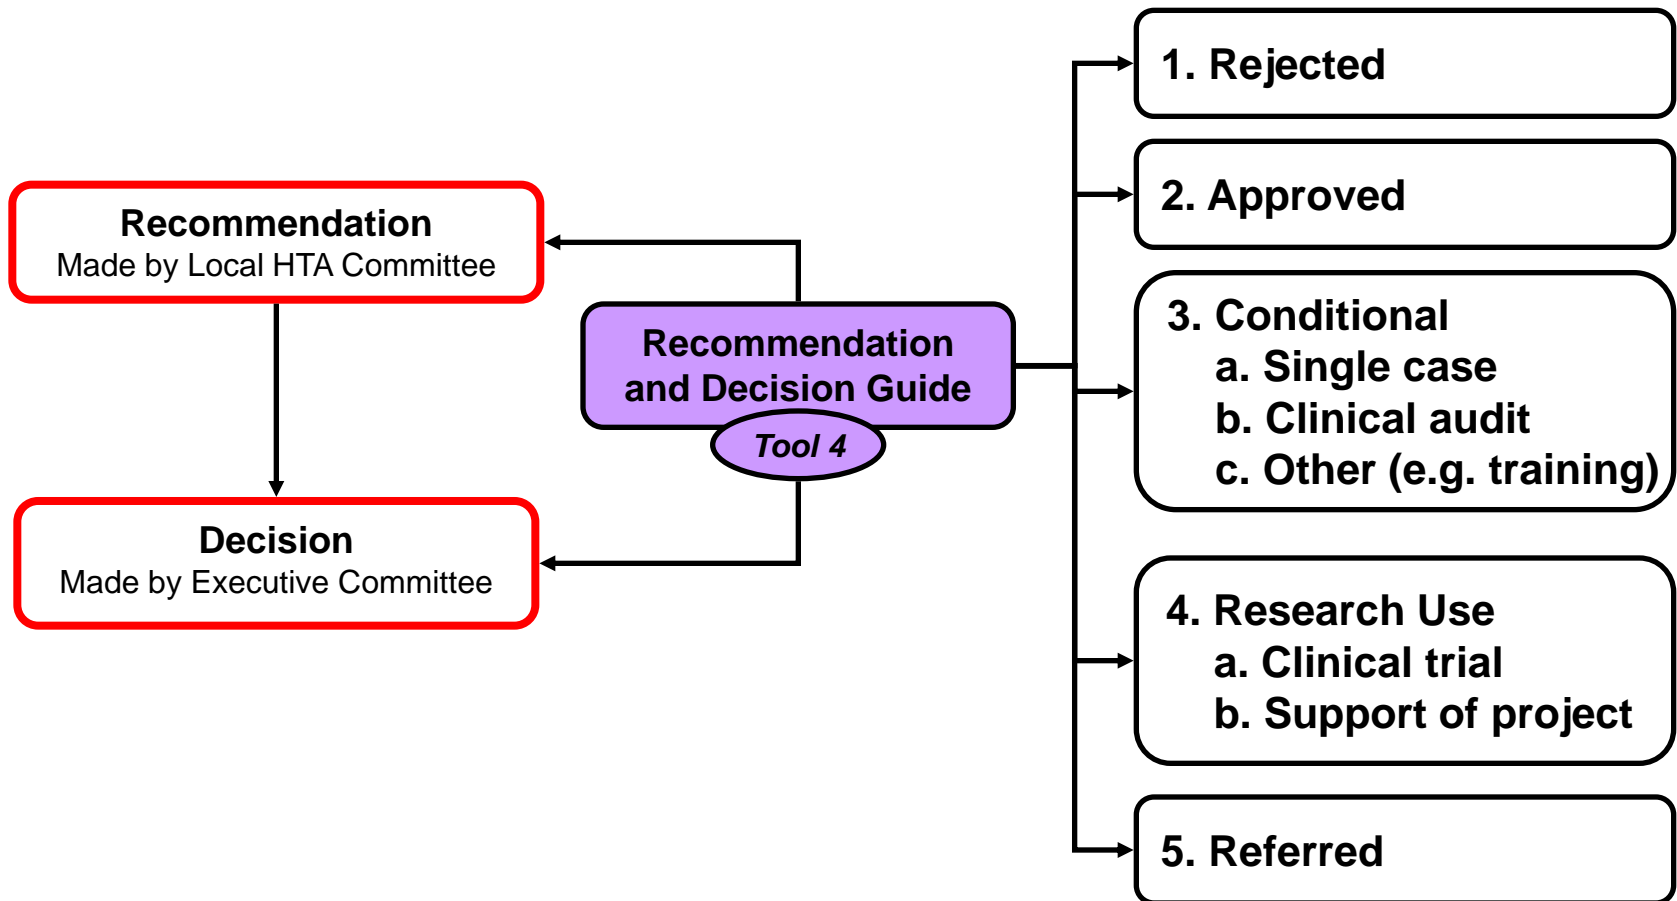 Recommendation
Made by Local HTA Committee
Decision
Made by Executive Committee
Recommendation
and Decision Guide
Tool 4
1. Rejected
2. Approved
3. Conditional
a. Single case
b. Clinical audit
c. Other (e.g. training)
4. Research Use
a. Clinical trial
b. Support of project
5. Referred